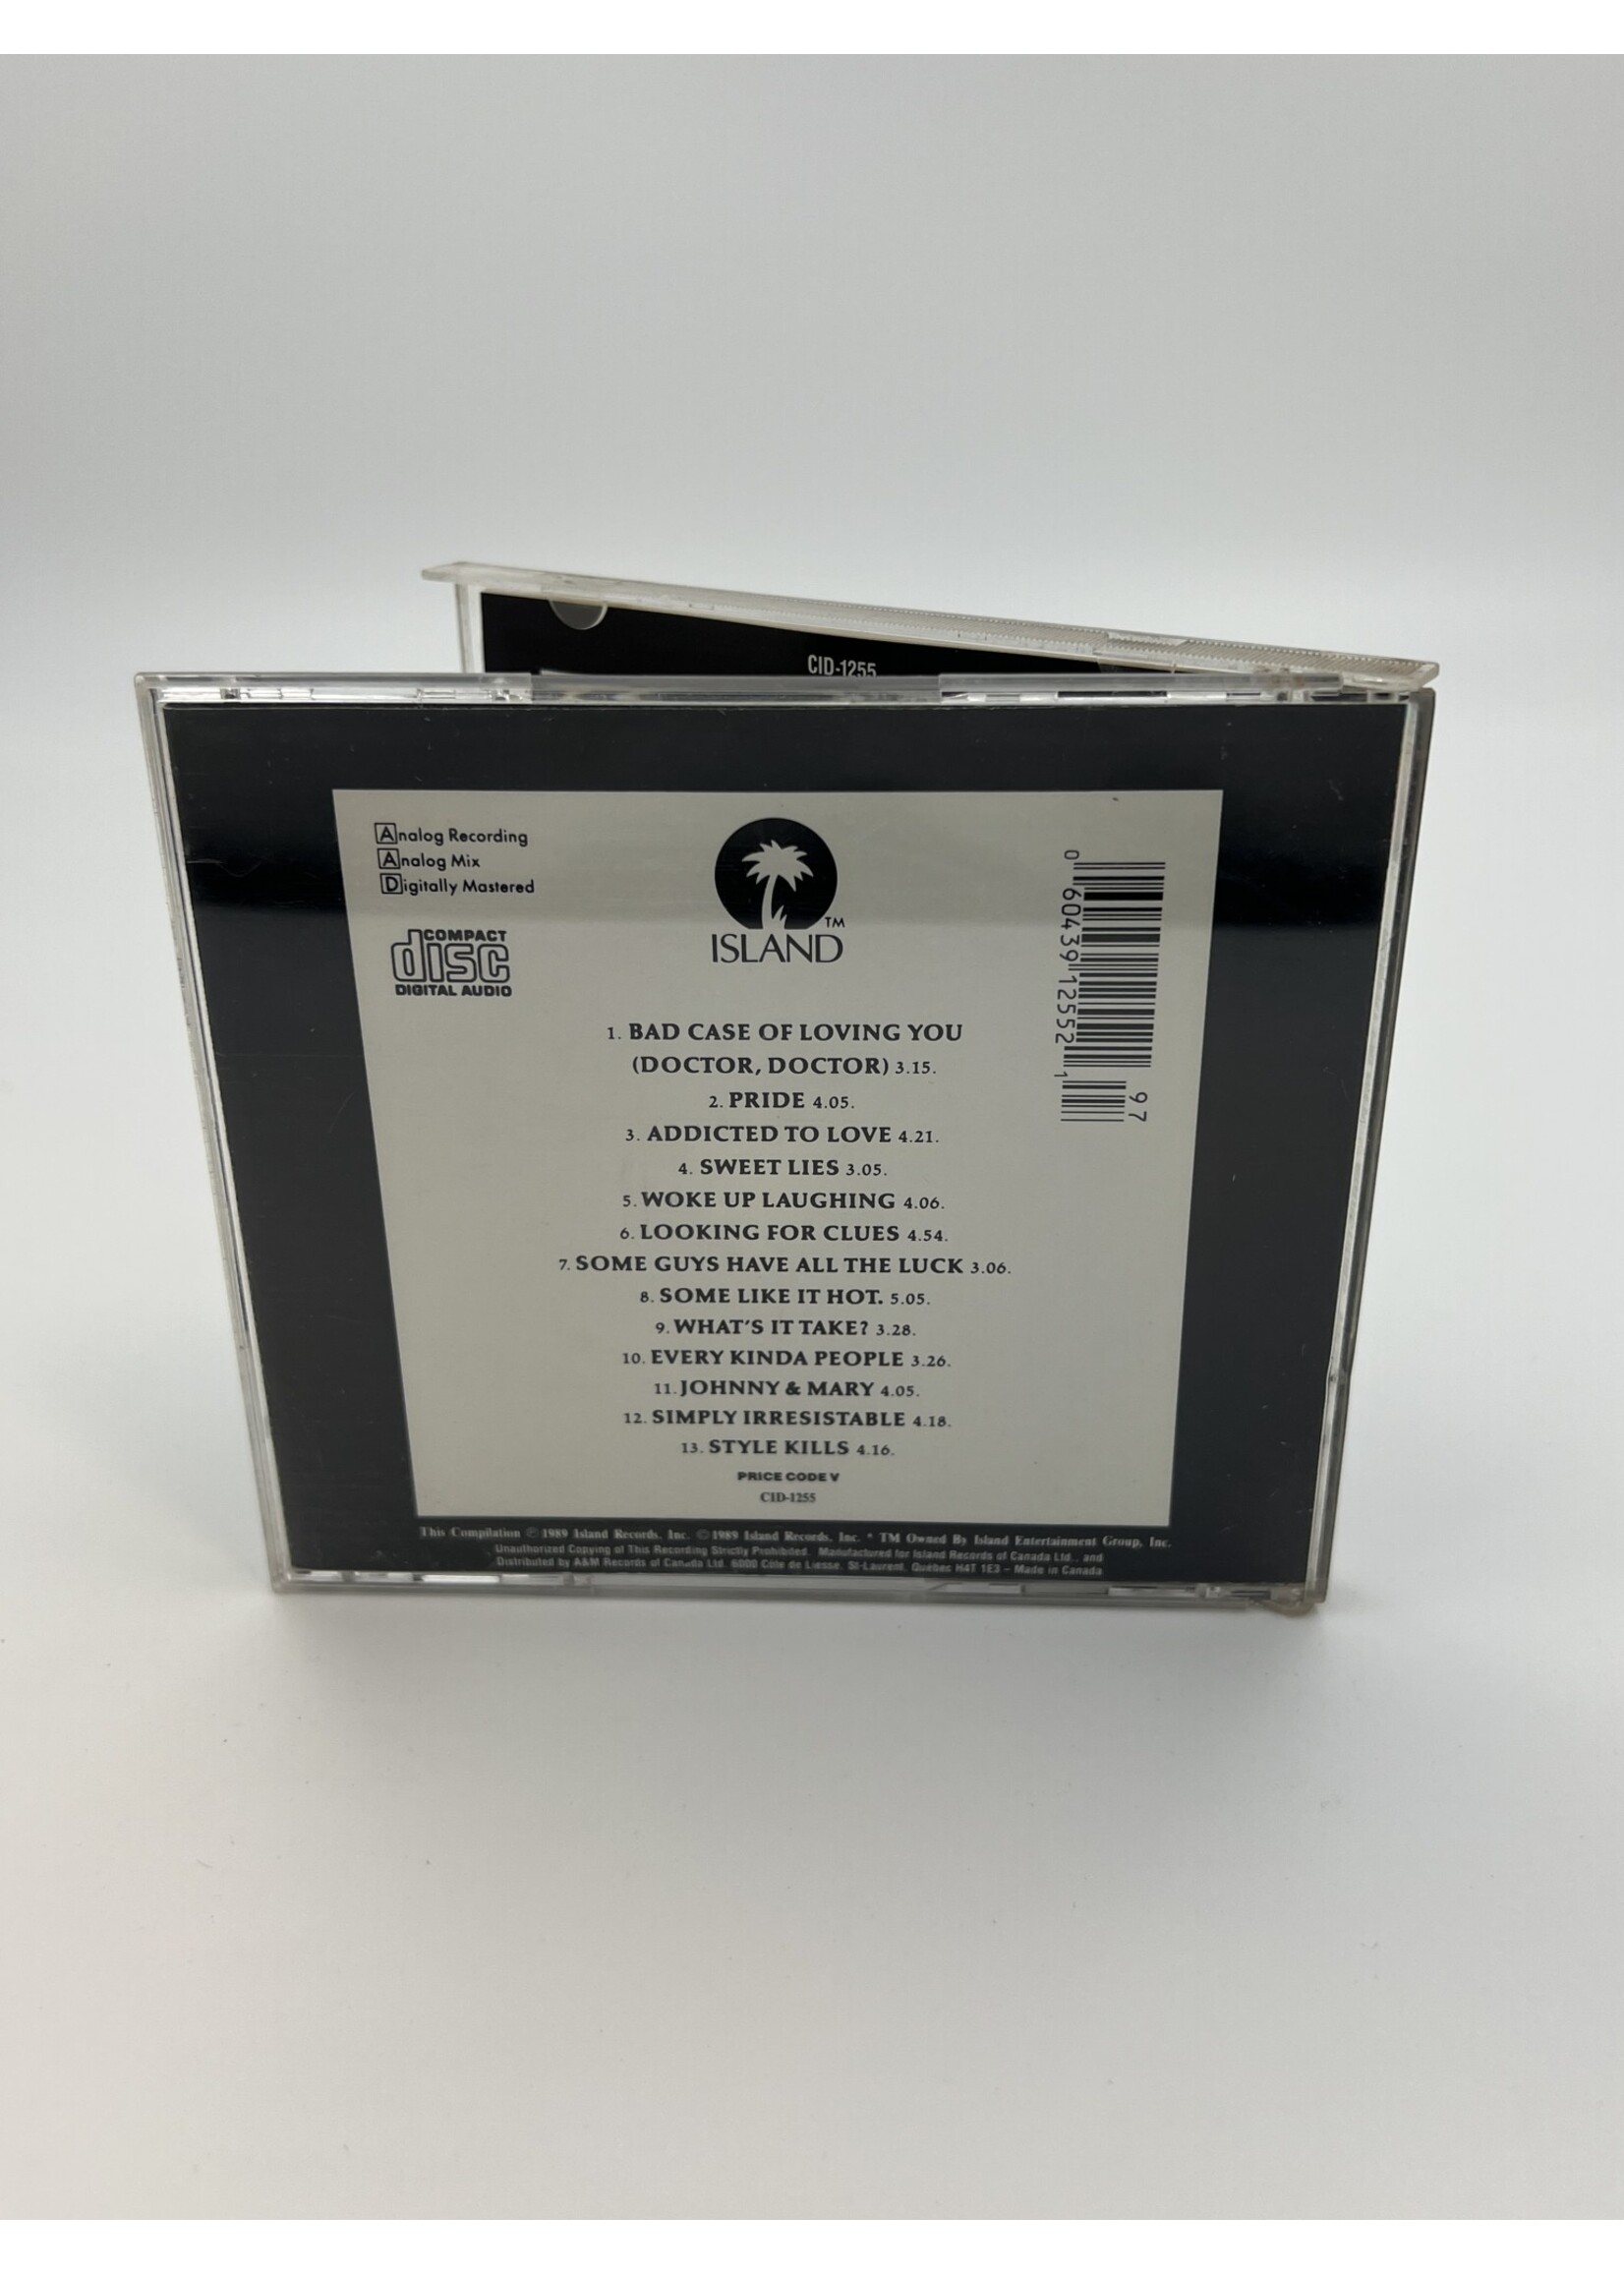 CID-1255
Analog Recording
Analog Mix
Digitally Mastered
COMPACT
disc
DIGITAL AUDIO
TM
ISLAND
0 60439 12552 1
97
1. BAD CASE OF LOVING YOU
(DOCTOR, DOCTOR) 3.15.
2. PRIDE 4.05.
3. ADDICTED TO LOVE 4.21.
4. SWEET LIES 3.05.
5. WOKE UP LAUGHING 4.06.
6. LOOKING FOR CLUES 4.54.
7. SOME GUYS HAVE ALL THE LUCK 3.06.
8. SOME LIKE IT HOT. 5.05.
9. WHAT'S IT TAKE? 3.28.
10. EVERY KINDA PEOPLE 3.26.
11. JOHNNY & MARY 4.05.
12. SIMPLY IRRESISTABLE 4.18.
13. STYLE KILLS 4.16.
PRICE CODE V
CID-1255
This Compilation ℗ 1989 Island Records, Inc. © 1989 Island Records, Inc. * TM Owned By Island Entertainment Group, Inc.
Unauthorized Copying of This Recording Strictly Prohibited. Manufactured for Island Records of Canada Ltd., and
Distributed by A&M Records of Canada Ltd. 6000 Côte de Liesse, St-Laurent, Québec H4T 1E3 – Made in Canada